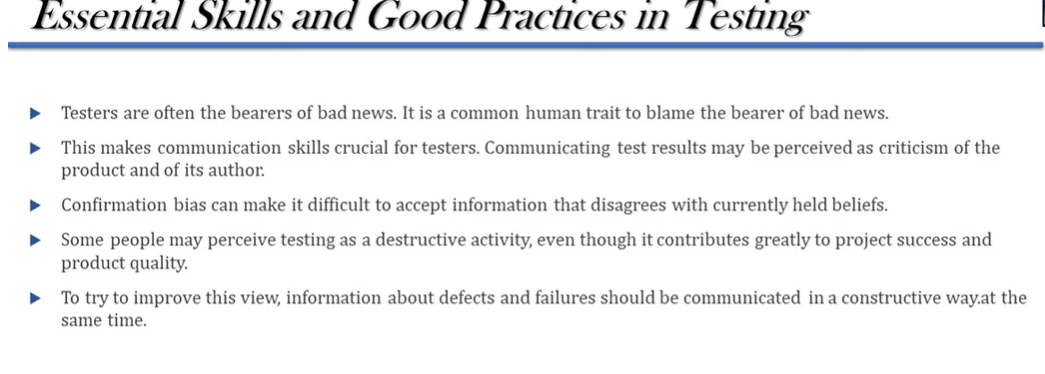 Essential Skills and Good Practices in Testing
Testers are often the bearers of bad news. It is a common human trait to blame the bearer of bad news.
This makes communication skills crucial for testers. Communicating test results may be perceived as criticism of the
product and of its author.
Confirmation bias can make it difficult to accept information that disagrees with currently held beliefs.
Some people may perceive testing as a destructive activity, even though it contributes greatly to project success and
product quality.
To try to improve this view, information about defects and failures should be communicated in a constructive way.at the
same time.